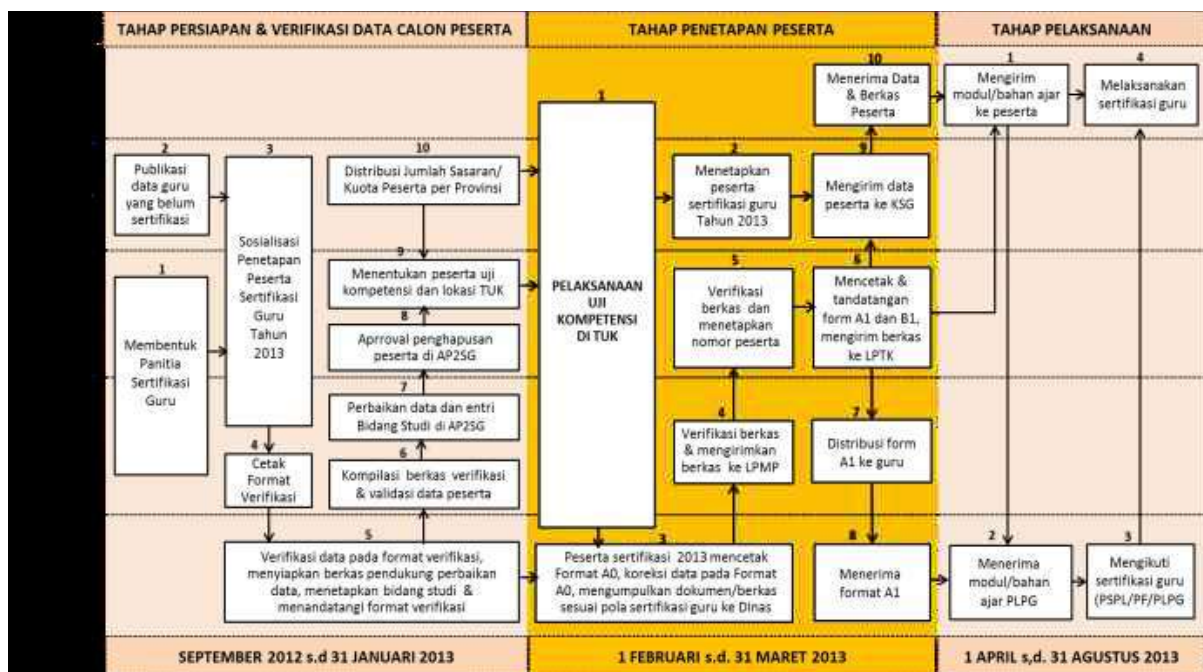 TAHAP PERSIAPAN & VERIFIKASI DATA CALON PESERTA
2
Publikasi
data guru
yang belum
sertifikasi
3
Sosialisasi
Penetapan
Peserta
Sertifikasi
Guru
Tahun
2013
10
Distribusi Jumlah Sasaran/
Kuota Peserta per Provinsi
1
Membentuk
Panitia
Sertifikasi
Guru
9
Menentukan peserta uji
kompetensi dan lokasi TUK
8
Aprroval penghapusan
peserta di AP2SG
7
Perbaikan data dan entri
Bidang Studi di AP2SG
4
Cetak
Format
Verifikasi
6
Kompilasi berkas verifikasi
& validasi data peserta
5
Verifikasi data pada format verifikasi,
menyiapkan berkas pendukung perbaikan
data, menetapkan bidang studi &
menandatangi format verifikasi
SEPTEMBER 2012 s.d 31 JANUARI 2013
TAHAP PENETAPAN PESERTA
1
PELAKSANAAN
UJI
KOMPETENSI
DI TUK
10
Menerima Data
& Berkas
Peserta
2
Menetapkan
peserta
sertifikasi guru
Tahun 2013
9
Mengirim data
peserta ke KSG
5
Verifikasi
berkas dan
menetapkan
nomor peserta
6
Mencetak &
tandatangan
form A1 dan B1,
mengirim berkas
ke LPTK
4
Verifikasi berkas
& mengirimkan
berkas ke LPMP
7
Distribusi form
A1 ke guru
3
Peserta sertifikasi 2013 mencetak
Format A0, koreksi data pada Format
A0, mengumpulkan dokumen/berkas
sesuai pola sertifikasi guru ke Dinas
8
Menerima
format A1
1 FEBRUARI s.d. 31 MARET 2013
TAHAP PELAKSANAAN
1
Mengirim
modul/bahan ajar
ke peserta
4
Melaksanakan
sertifikasi guru
2
Menerima
modul/bahan
ajar PLPG
3
Mengikuti
sertifikasi guru
(PSPL/PF/PLPG
1 APRIL s,d. 31 AGUSTUS 2013